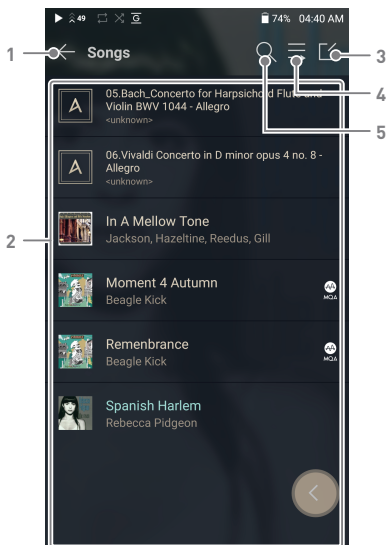 49 G 74% 04:40 AM
1 Songs 3
4
5
05.Bach_Concerto for Harpsichord Flute and
Violin BWV 1044 - Allegro
<unknown>
06.Vivaldi Concerto in D minor opus 4 no. 8 -
Allegro
<unknown>
2
In A Mellow Tone
Jackson, Hazeltine, Reedus, Gill
Moment 4 Autumn
Beagle Kick
MQA
Remenbrance
Beagle Kick
MQA
Spanish Harlem
Rebecca Pidgeon